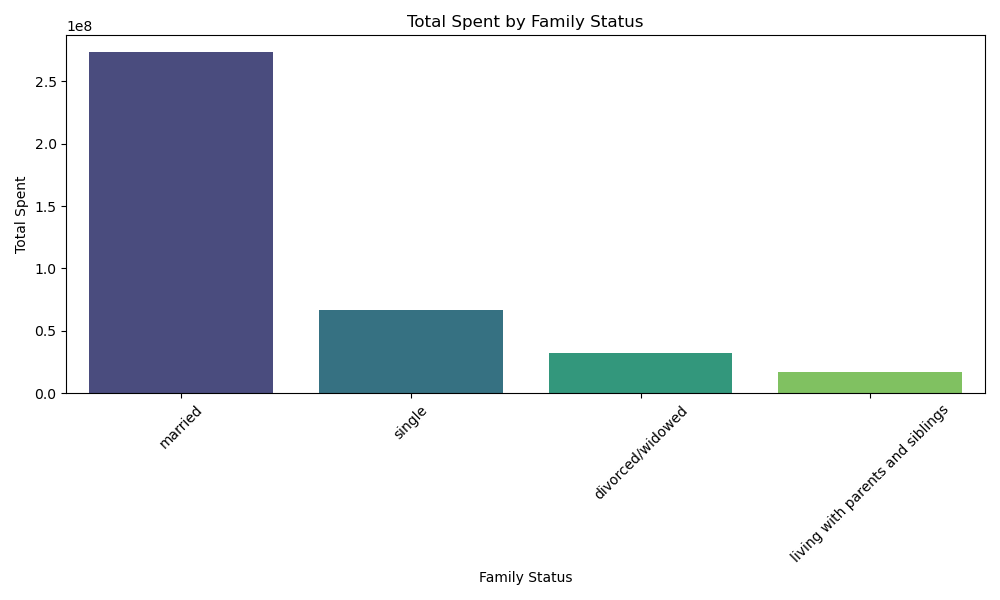 Total Spent by Family Status
1e8
Total Spent
2.5
2.0
1.5
1.0
0.5
0.0
married
single
divorced/widowed
living with parents and siblings
Family Status